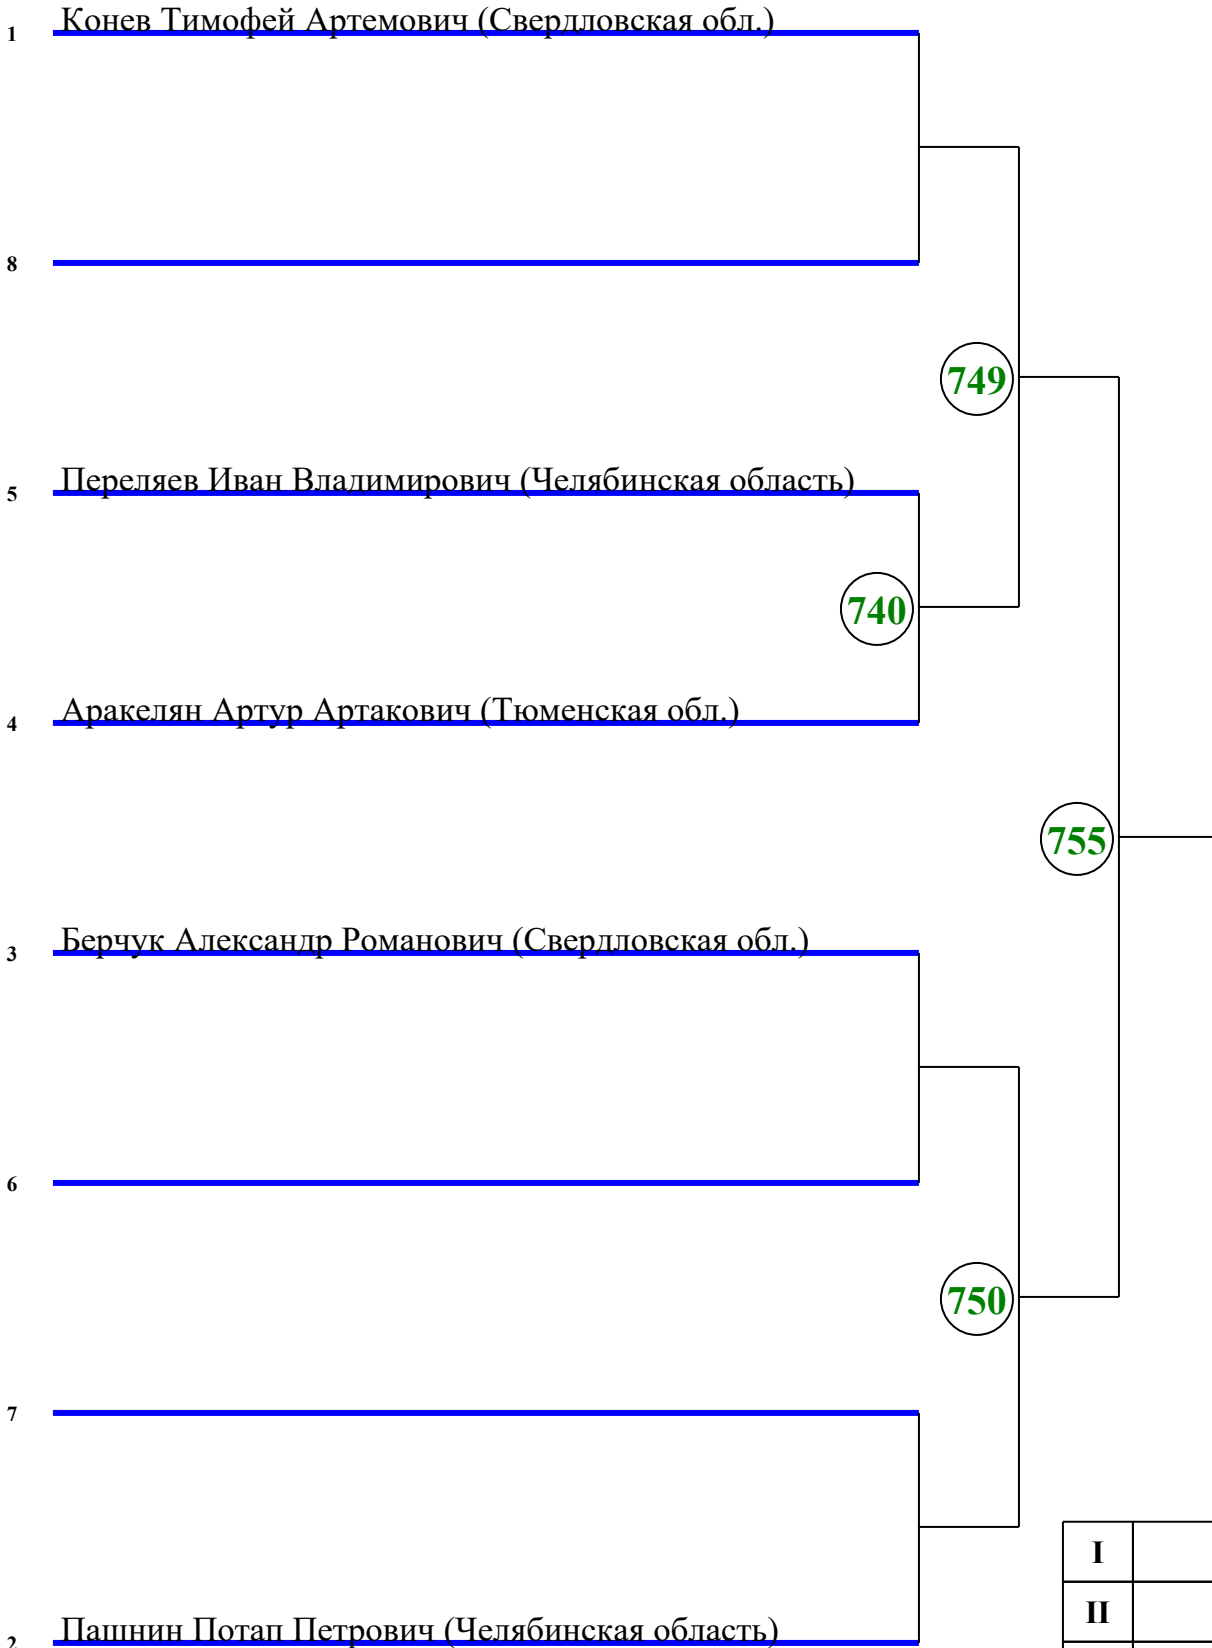 1 Конев Тимофей Артемович (Свердловская обл.)
8
749
5 Переляев Иван Владимирович (Челябинская область)
740
4 Аракелян Артур Артакович (Тюменская обл.)
755
3 Берчук Александр Романович (Свердловская обл.)
6
750
7
I
II
2 Пашнин Потап Петрович (Челябинская область)